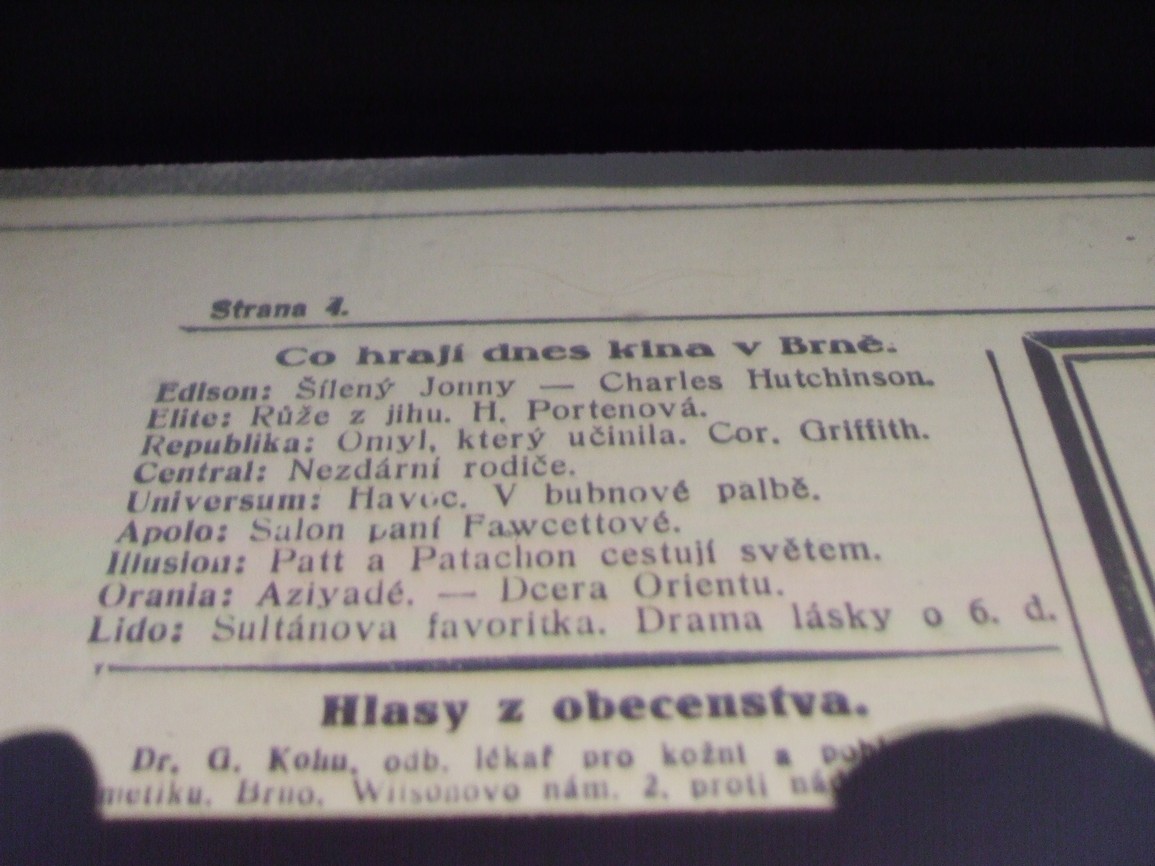 Strana 4.
Co hrají dnes kina v Brně.
Edison: Šílený Jonny — Charles Hutchinson.
Elite: Růže z jihu. H. Portenová.
Republika: Omyl, který učinila. Cor. Griffith.
Central: Nezdární rodiče.
Universum: Havoc. V bubnové palbě.
Apolo: Salon paní Fawcettové.
Illusion: Patt a Patachon cestují světem.
Orania: Aziyadé. — Dcera Orientu.
Lido: Sultánova favoritka. Drama lásky o 6. d.
Hlasy z obecenstva.
Dr. G. Kohn, odb. lékař pro kožní a
Brno, Wilsonovo nám. 2. proti